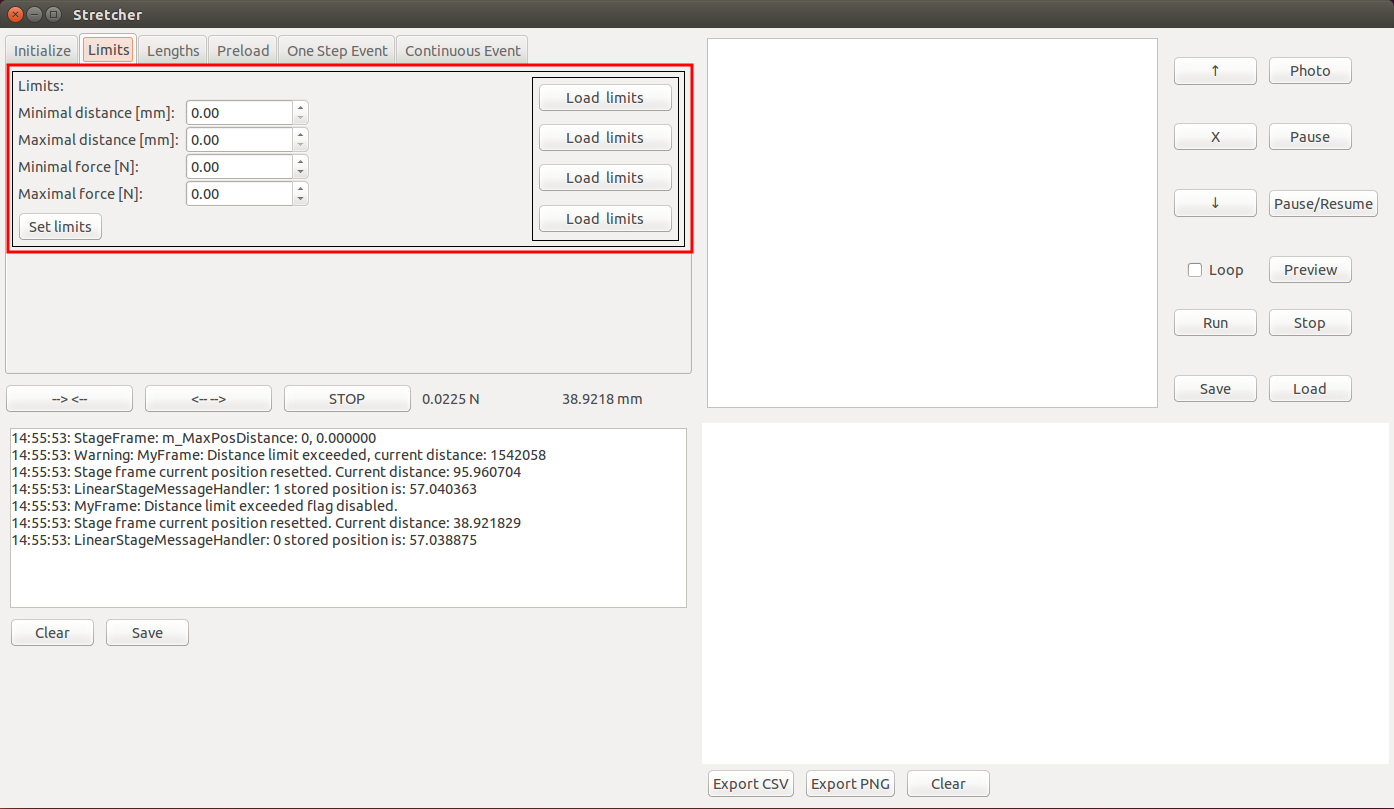 Stretcher
Initialize Limits Lengths Preload One Step Event Continuous Event
Limits:
Minimal distance [mm]: 0.00
Maximal distance [mm]: 0.00
Minimal force [N]: 0.00
Maximal force [N]: 0.00
Set limits
Load limits
Load limits
Load limits
Load limits
--> <-- <-- --> STOP 0.0225 N 38.9218 mm
14:55:53: StageFrame: m_MaxPosDistance: 0, 0.000000
14:55:53: Warning: MyFrame: Distance limit exceeded, current distance: 1542058
14:55:53: Stage frame current position resetted. Current distance: 95.960704
14:55:53: LinearStageMessageHandler: 1 stored position is: 57.040363
14:55:53: MyFrame: Distance limit exceeded flag disabled.
14:55:53: Stage frame current position resetted. Current distance: 38.921829
14:55:53: LinearStageMessageHandler: 0 stored position is: 57.038875
Clear Save
↑ Photo
X Pause
↓ Pause/Resume
Loop Preview
Run Stop
Save Load
Export CSV Export PNG Clear